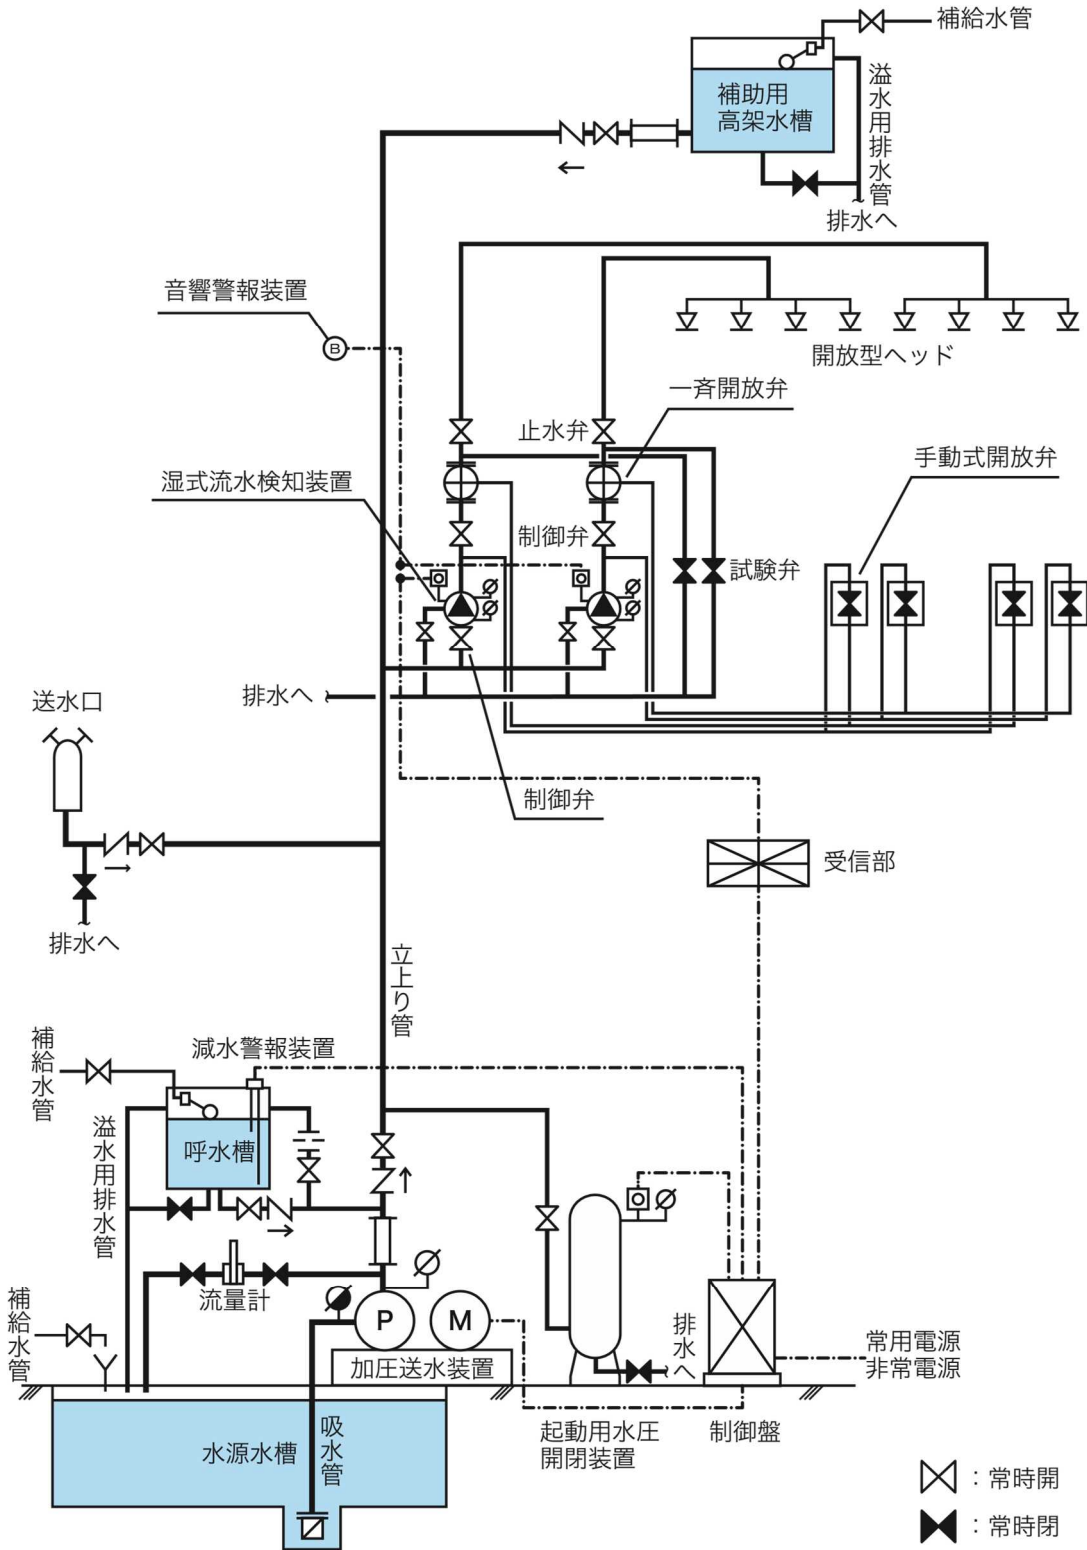 補給水管
補助用
高架水槽
溢水用排水管
排水へ
音響警報装置
B
開放型ヘッド
一斉開放弁
止水弁
手動式開放弁
湿式流水検知装置
制御弁
試験弁
排水へ
送水口
制御弁
受信部
排水へ
立上り管
補給水管
減水警報装置
溢水用排水管
呼水槽
流量計
補給水管
P
M
加圧送水装置
排水へ
常用電源
非常電源
水源水槽
吸水管
起動用水圧
開閉装置
制御盤
:常時開
:常時閉